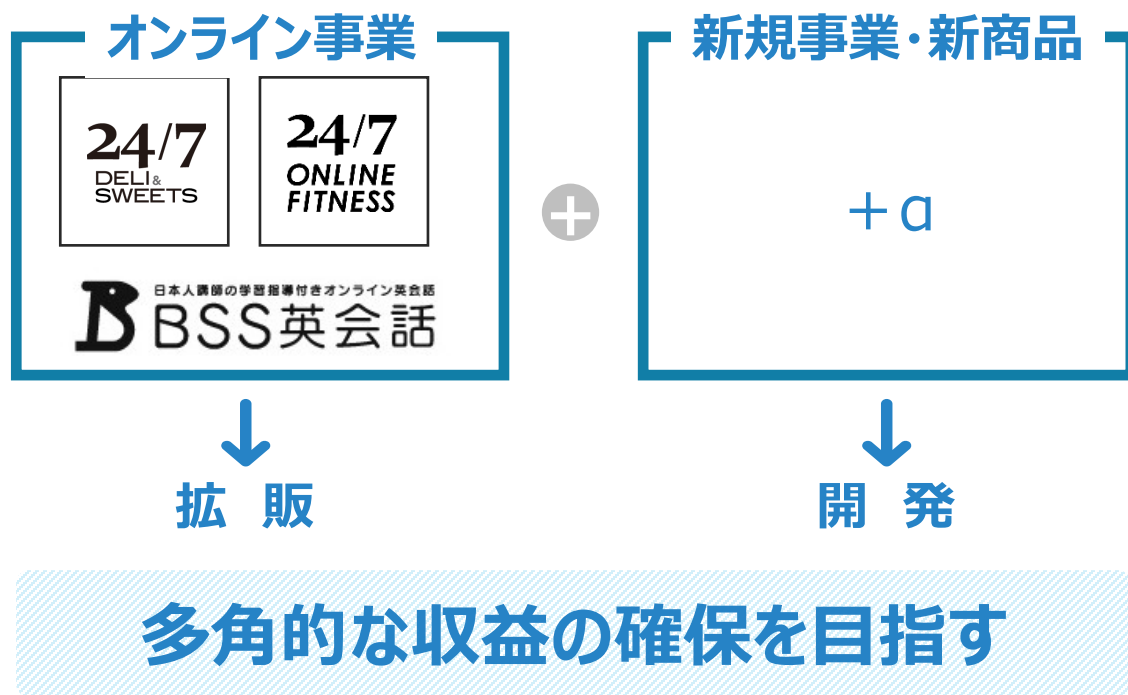 オンライン事業
新規事業・新商品
24/7
DELI&
SWEETS
24/7
ONLINE
FITNESS
日本人講師の学習指導付きオンライン英会話
BSS英会話
+
+α
拡 販
開 発
多角的な収益の確保を目指す